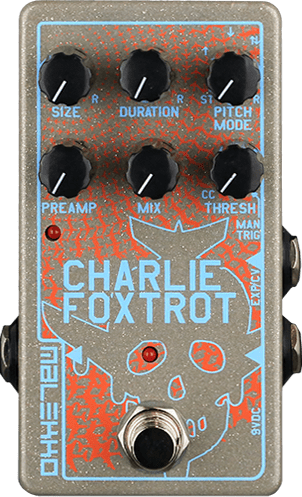 R
ST R
SIZE
DURATION
PITCH
MODE
CC
PREAMP
MIX
THRESH
MAN
TRIG
CHARLIE
FOXTROT
EXP/CV
MALEKKO
9VDC